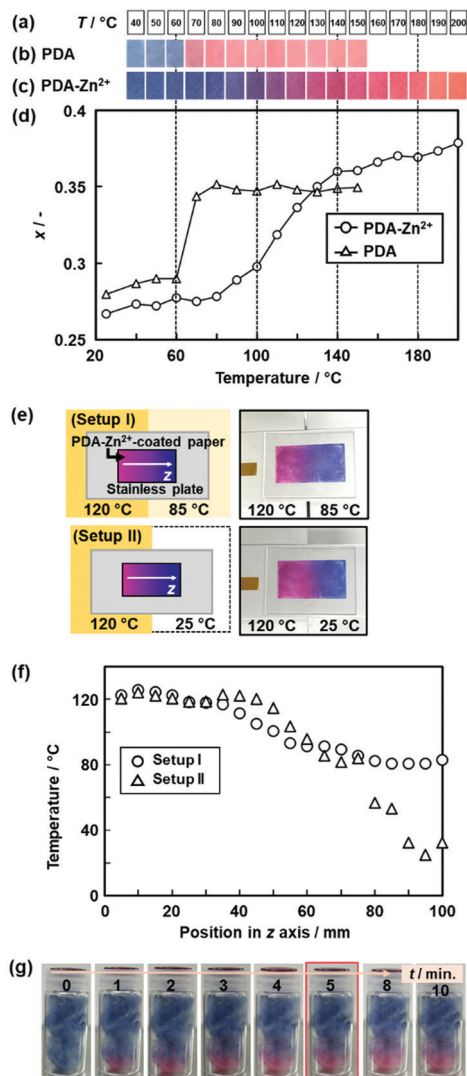 (a) T / °C 40 50 60 70 80 90 100 110 120 130 140 150 160 170 180 190 200
(b) PDA
(c) PDA-Zn²⁺
(d)
0.4
0.35
0.3
0.25
x / -
PDA-Zn²⁺
PDA
20 60 100 140 180
Temperature / °C
(e)
(Setup I)
PDA-Zn²⁺-coated paper
z
Stainless plate
120 °C 85 °C
120 °C 85 °C
(Setup II)
z
120 °C 25 °C
120 °C 25 °C
(f)
120
80
40
0
Temperature / °C
Setup I
Setup II
0 20 40 60 80 100
Position in z axis / mm
(g)
t / min.
0 1 2 3 4 5 8 10